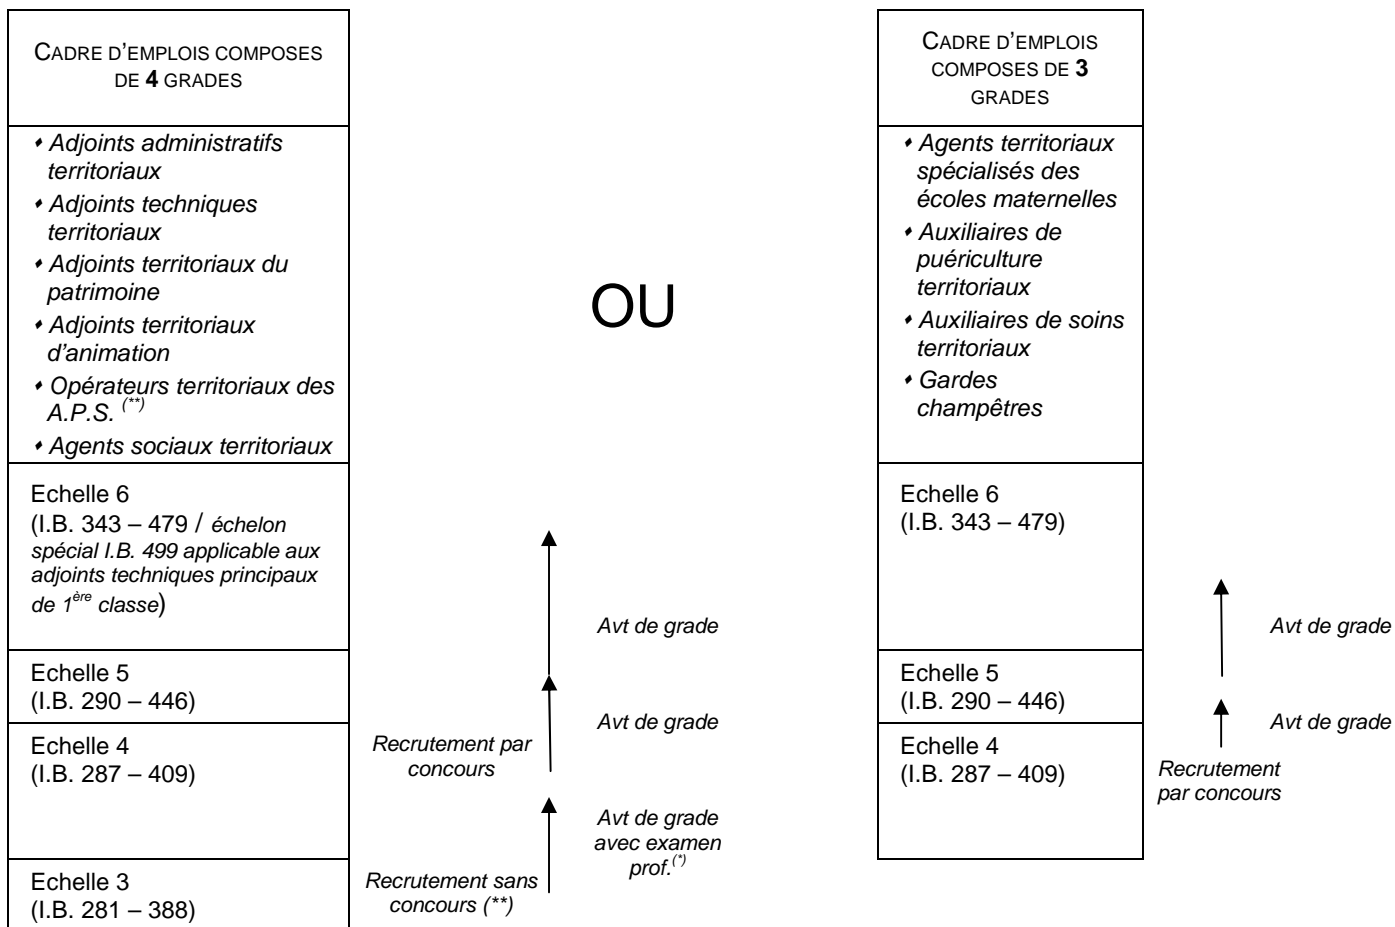 CADRE D'EMPLOIS COMPOSES
DE 4 GRADES
♦ Adjoints administratifs
territoriaux
♦ Adjoints techniques
territoriaux
♦ Adjoints territoriaux du
patrimoine
♦ Adjoints territoriaux
d'animation
♦ Opérateurs territoriaux des
A.P.S. (**)
♦ Agents sociaux territoriaux
Echelle 6
(I.B. 343 – 479 / échelon
spécial I.B. 499 applicable aux
adjoints techniques principaux
de 1ère classe)
Echelle 5
(I.B. 290 – 446)
Echelle 4
(I.B. 287 – 409)
Echelle 3
(I.B. 281 – 388)
Recrutement par
concours
Recrutement sans
concours (**)
Avt de grade
Avt de grade
Avt de grade
avec examen
prof.(*)
OU
CADRE D'EMPLOIS
COMPOSES DE 3
GRADES
♦ Agents territoriaux
spécialisés des
écoles maternelles
♦ Auxiliaires de
puériculture
territoriaux
♦ Auxiliaires de soins
territoriaux
♦ Gardes
champêtres
Echelle 6
(I.B. 343 – 479)
Echelle 5
(I.B. 290 – 446)
Echelle 4
(I.B. 287 – 409)
Avt de grade
Avt de grade
Recrutement
par concours